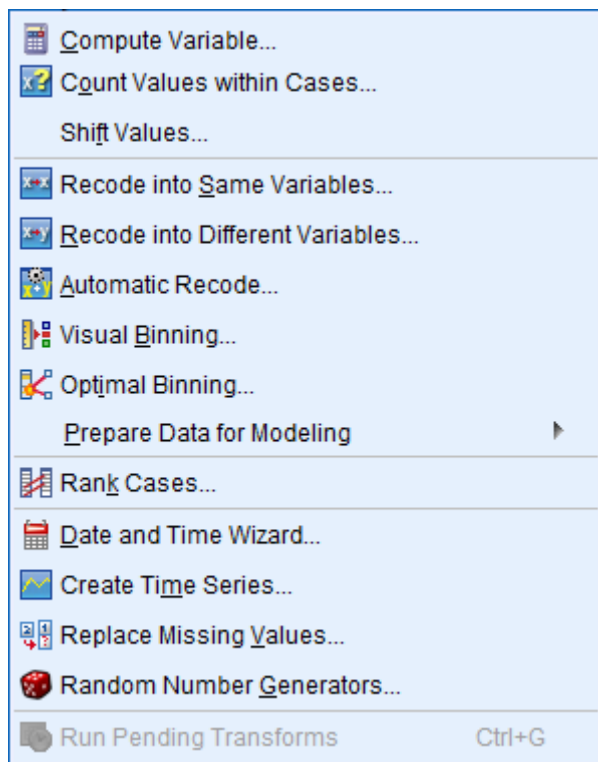 Compute Variable...
Count Values within Cases...
Shift Values...
Recode into Same Variables...
Recode into Different Variables...
Automatic Recode...
Visual Binning...
Optimal Binning...
Prepare Data for Modeling
Rank Cases...
Date and Time Wizard...
Create Time Series...
Replace Missing Values...
Random Number Generators...
Run Pending Transforms Ctrl+G